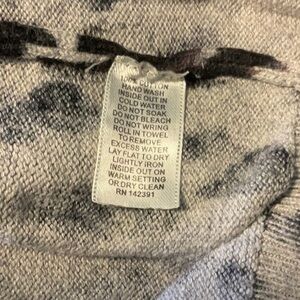 COTTON
HAND WASH
INSIDE OUT IN
COLD WATER
DO NOT SOAK
DO NOT BLEACH
DO NOT WRING
ROLL IN TOWEL
TO REMOVE
EXCESS WATER
LAY FLAT TO DRY
LIGHTLY IRON
INSIDE OUT ON
WARM SETTING
OR DRY CLEAN
RN 142391